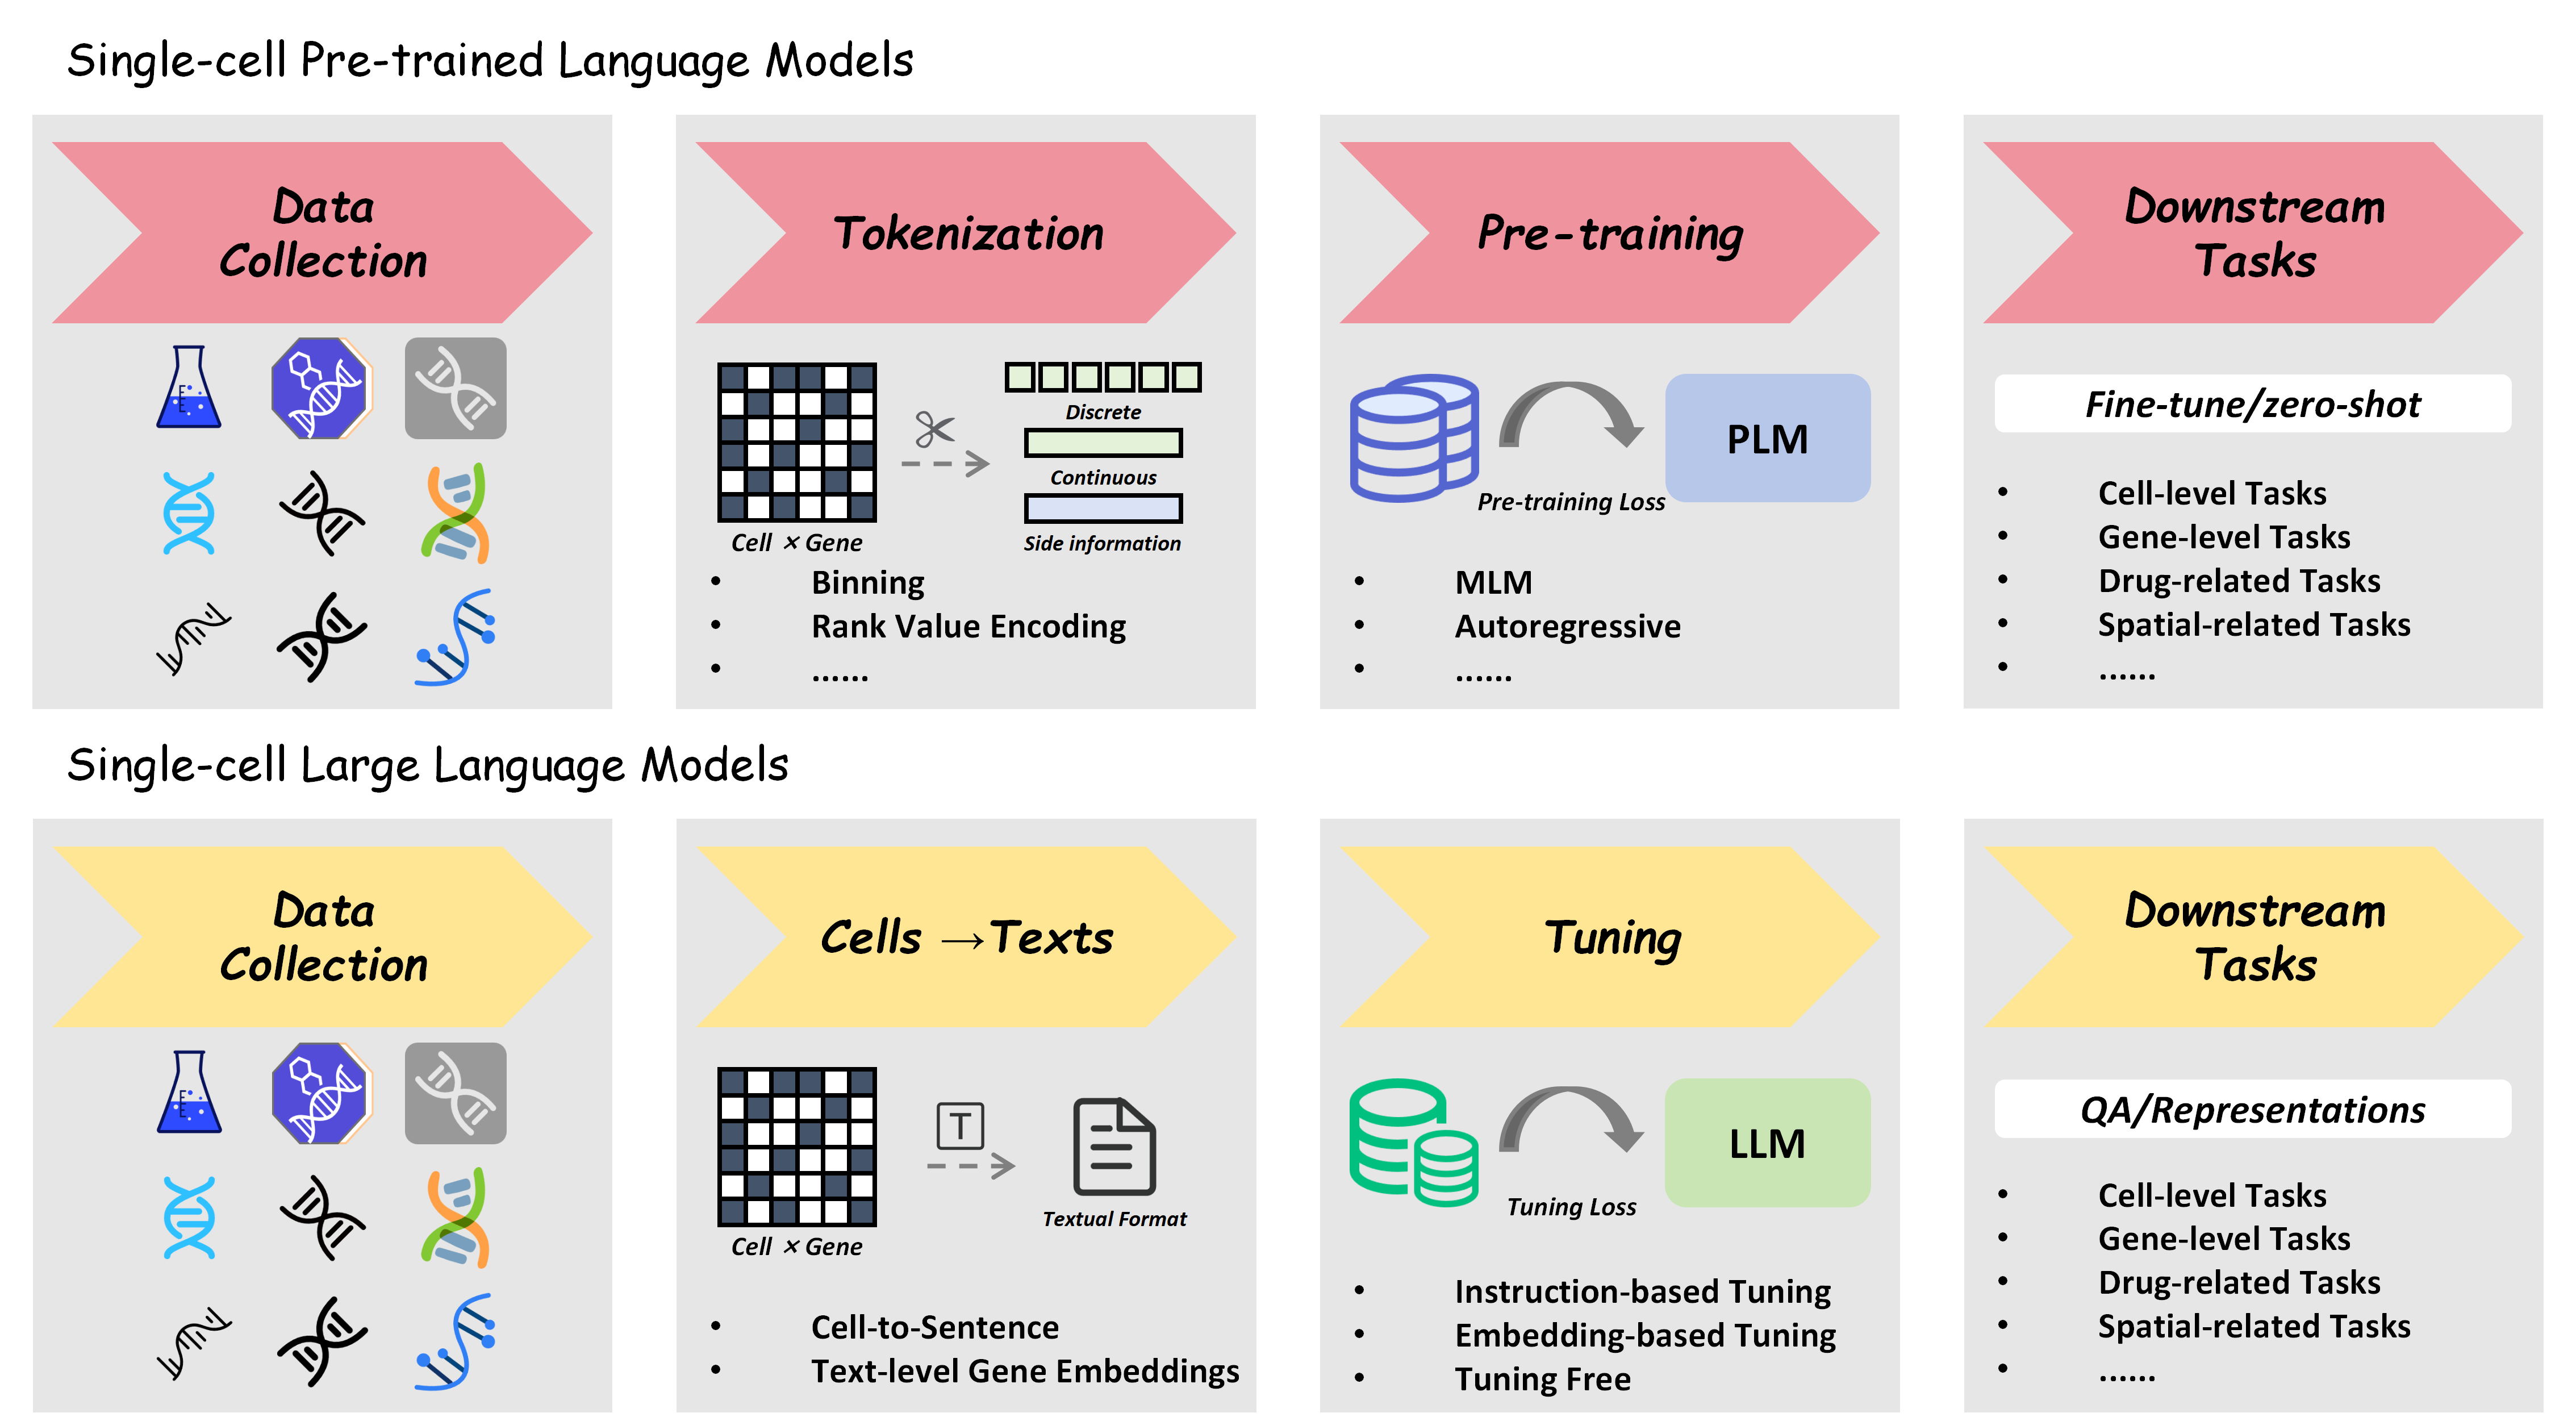 Single-cell Pre-trained Language Models
Data
Collection
Tokenization
Discrete
Continuous
Side information
Cell × Gene
• Binning
• Rank Value Encoding
• ......
Pre-training
PLM
Pre-training Loss
• MLM
• Autoregressive
• ......
Downstream
Tasks
Fine-tune/zero-shot
• Cell-level Tasks
• Gene-level Tasks
• Drug-related Tasks
• Spatial-related Tasks
• ......
Single-cell Large Language Models
Data
Collection
Cells →Texts
T
Textual Format
Cell × Gene
• Cell-to-Sentence
• Text-level Gene Embeddings
Tuning
LLM
Tuning Loss
• Instruction-based Tuning
• Embedding-based Tuning
• Tuning Free
Downstream
Tasks
QA/Representations
• Cell-level Tasks
• Gene-level Tasks
• Drug-related Tasks
• Spatial-related Tasks
• ......